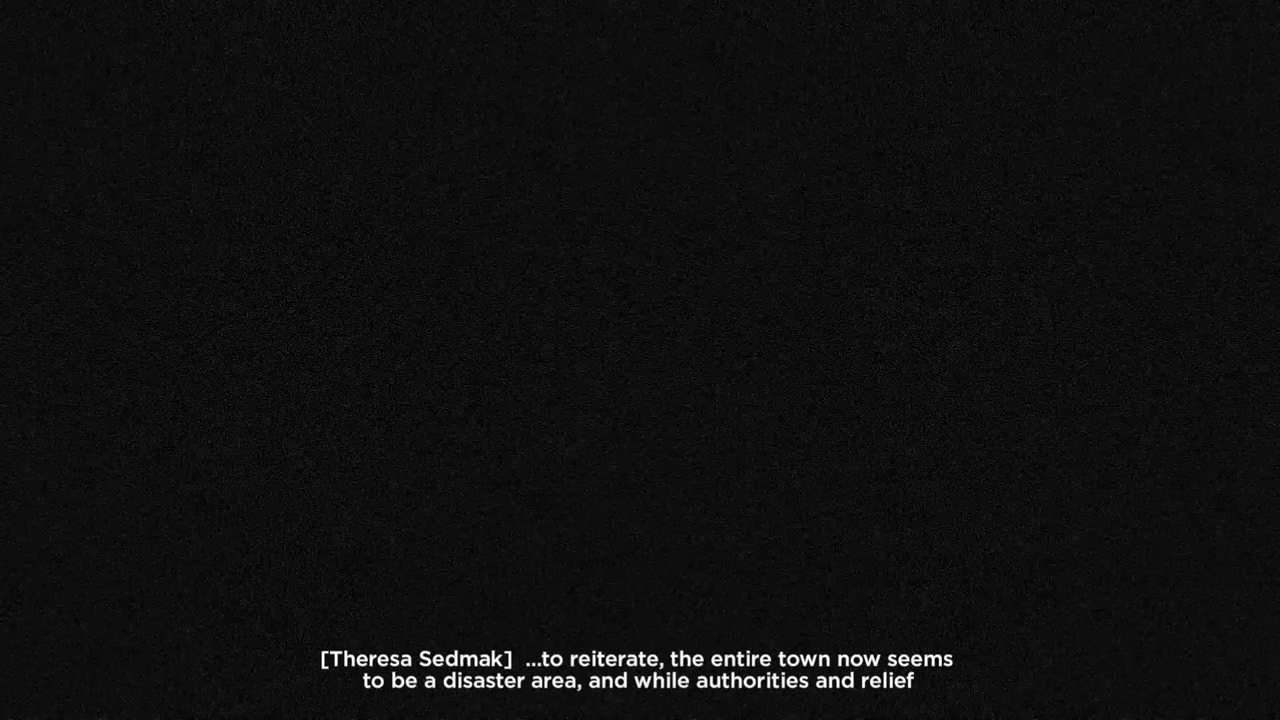 [Theresa Sedmak]  ...to reiterate, the entire town now seems
to be a disaster area, and while authorities and relief